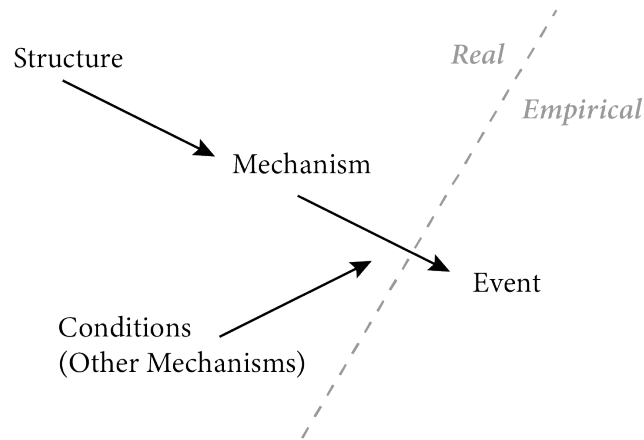 Structure
Real
Empirical
Mechanism
Event
Conditions
(Other Mechanisms)